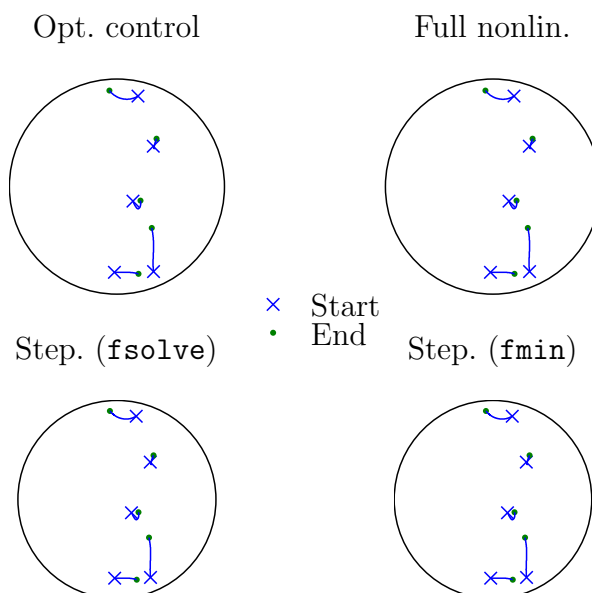 Opt. control
Full nonlin.
Start
End
Step. (fsolve)
Step. (fmin)